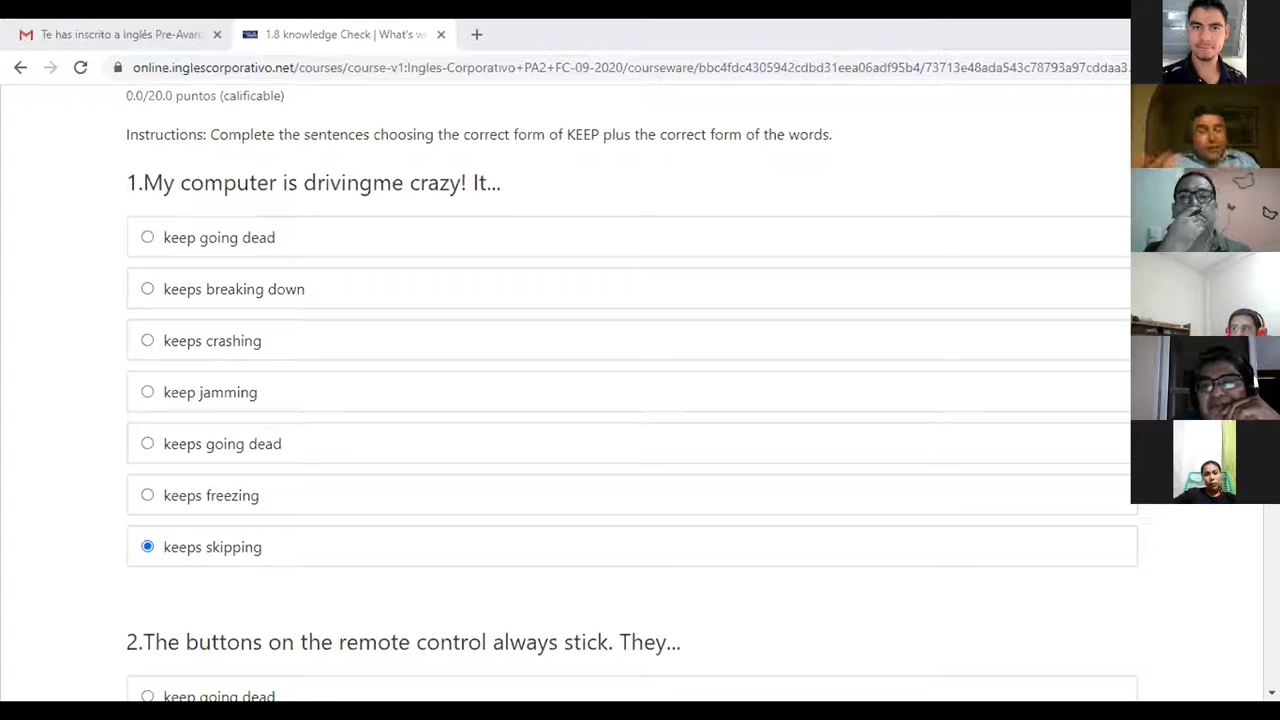 Te has inscrito a Inglés Pre-Avan
1.8 knowledge Check | What's w
online.inglescorporativo.net/courses/course-v1:Ingles-Corporativo+PA2+FC-09-2020/courseware/bbc4fdc4305942cdbd31eea06adf95b4/73713e48ada543c78793a97cddaa3...
0.0/20.0 puntos (calificable)
Instructions: Complete the sentences choosing the correct form of KEEP plus the correct form of the words.
1.My computer is drivingme crazy! It...
keep going dead
keeps breaking down
keeps crashing
keep jamming
keeps going dead
keeps freezing
keeps skipping
2.The buttons on the remote control always stick. They...
keep going dead